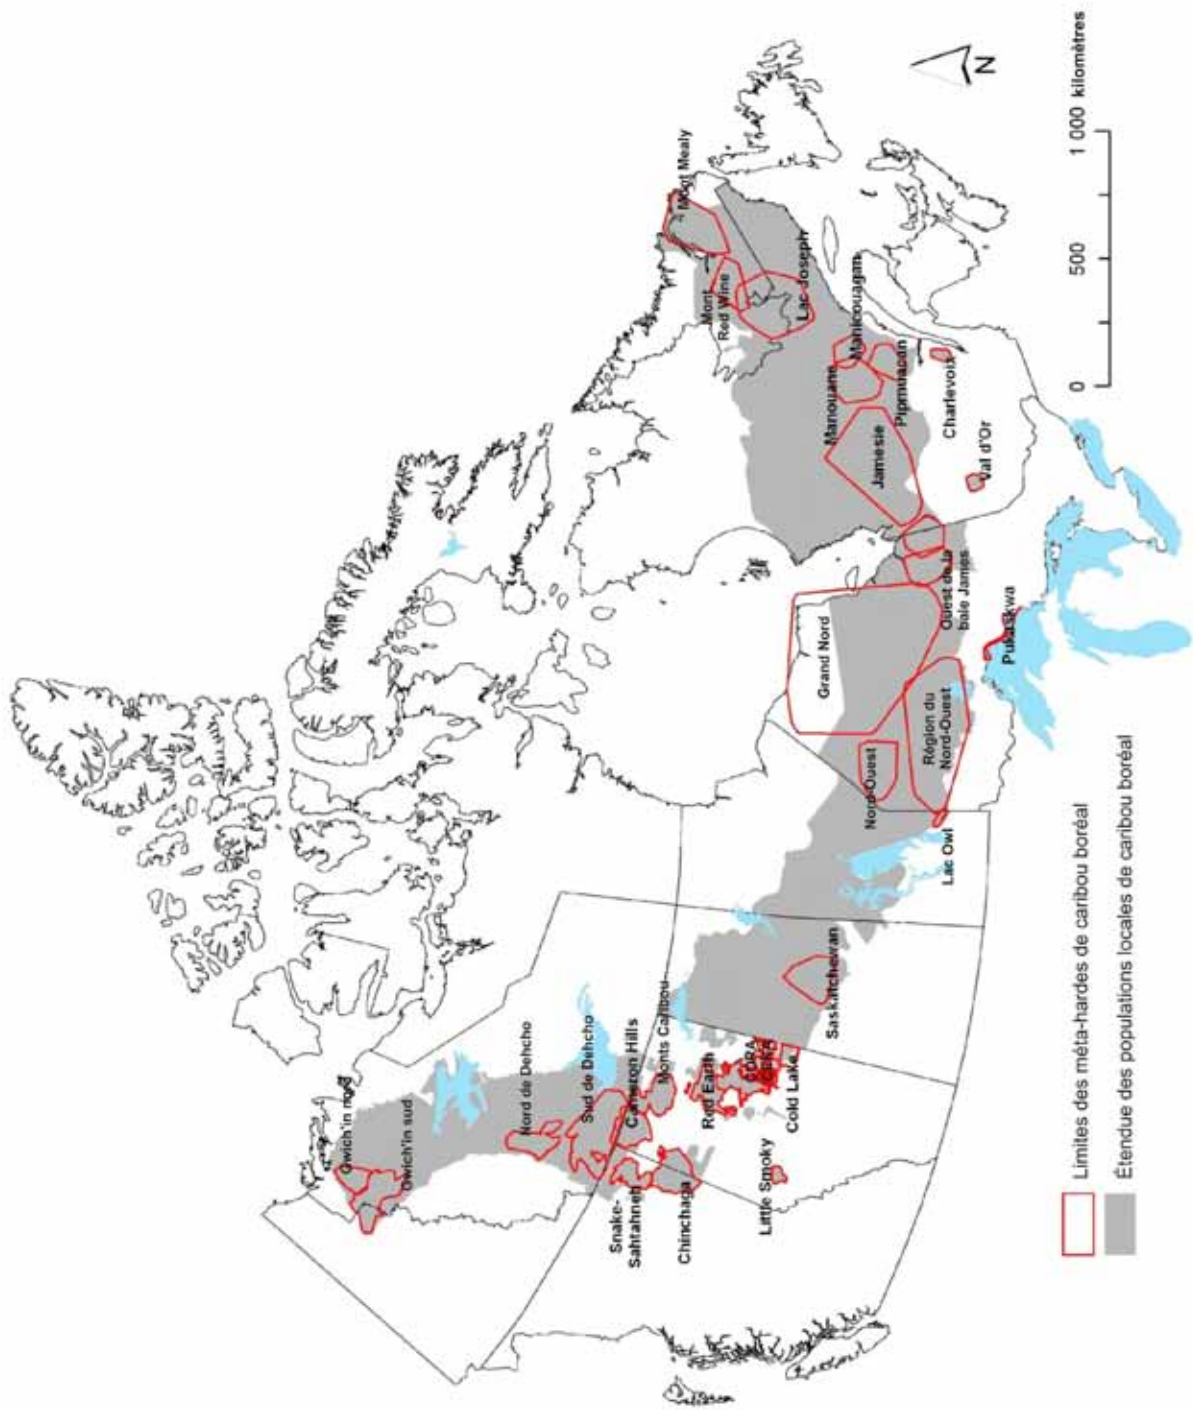 Gwich'in nord
Gwich'in sud
Nord de Dehcho
Sud de Dehcho
Cameron Hills
Monts Caribou
Snake-
Sahtahneh
Chinchaga
Red Earth
Little Smoky
Cold Lake
Saskatchewan
Lac Owl
Nord-Ouest
Région du
Nord-Ouest
Grand Nord
Pukaskwa
Ouest de la
baie James
Val d'Or
Jamesie
Charlevoix
Manouane
Pipmuacan
Manicouagan
Lac Joseph
Mont
Red Wine
Mont Mealy
N
0
500
1 000 kilomètres
Limites des méta-hardes de caribou boréal
Étendue des populations locales de caribou boréal